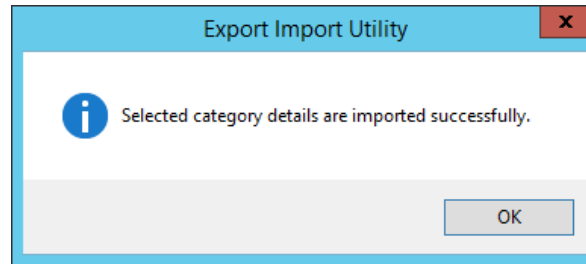 Export Import Utility
x
Selected category details are imported successfully.
OK